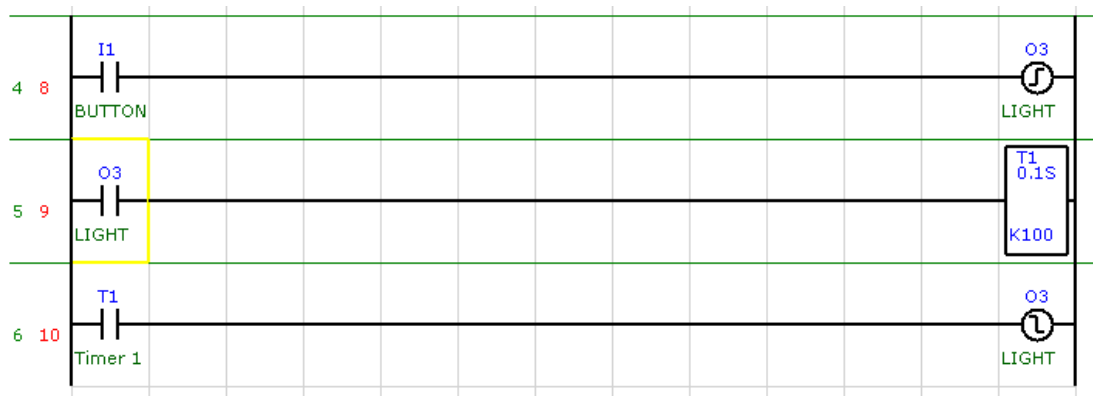 I1 O3
4 8
BUTTON LIGHT
O3 T1
0.1S
5 9
LIGHT K100
T1 O3
6 10
Timer 1 LIGHT